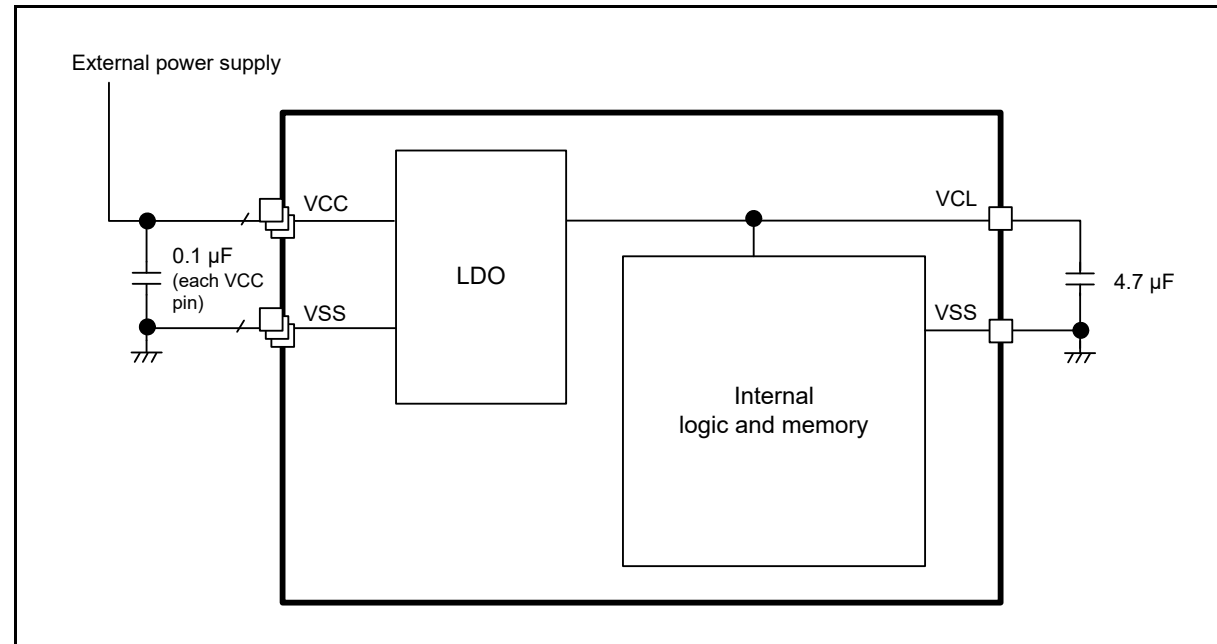 External power supply
VCC
VCL
0.1 µF
(each VCC
pin)
LDO
4.7 µF
VSS
VSS
Internal
logic and memory